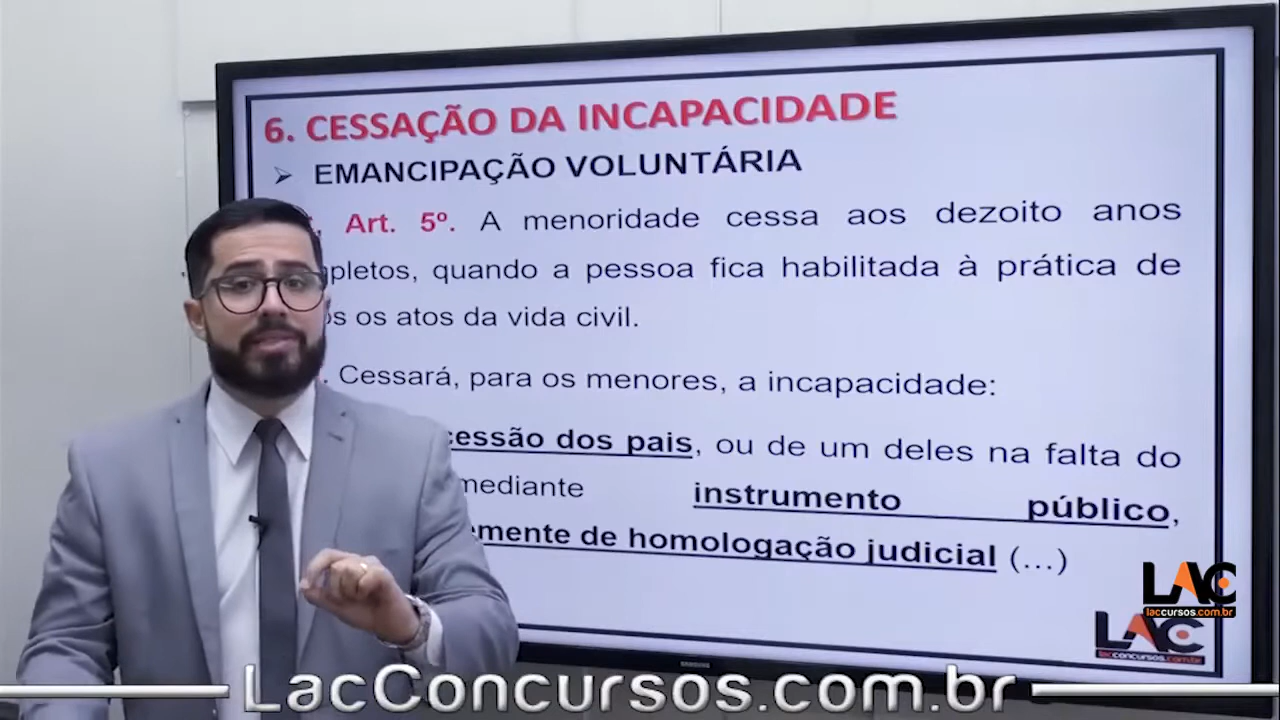 6. CESSAÇÃO DA INCAPACIDADE
➢ EMANCIPAÇÃO VOLUNTÁRIA
Art. 5º. A menoridade cessa aos dezoito anos
pletos, quando a pessoa fica habilitada à prática de
s os atos da vida civil.
. Cessará, para os menores, a incapacidade:
cessão dos pais, ou de um deles na falta do
mediante instrumento público,
emente de homologação judicial (...)
LAC
laccursos.com.br
LAC
lacconcursos.com.br
SAMSUNG
LacConcursos.com.br